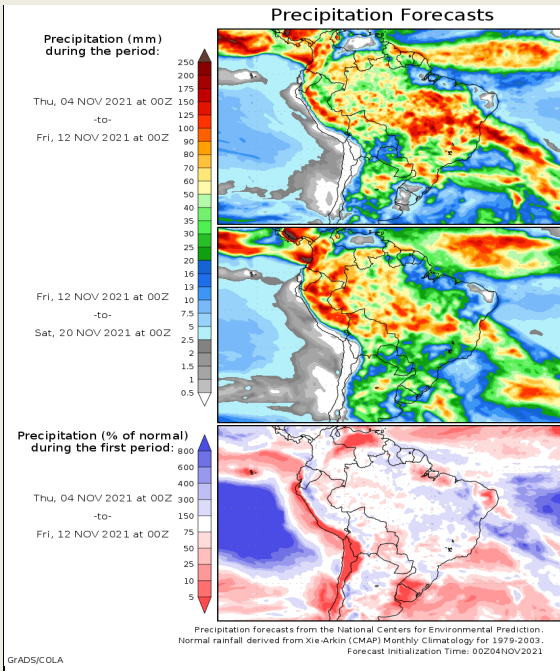 Precipitation Forecasts
Precipitation (mm)
during the period:
Thu, 04 NOV 2021 at 00Z
-to-
Fri, 12 NOV 2021 at 00Z
250
200
175
150
125
100
90
80
70
60
50
40
35
30
25
20
16
13
10
7.5
5
2.5
2
1.5
1
0.5
Fri, 12 NOV 2021 at 00Z
-to-
Sat, 20 NOV 2021 at 00Z
Precipitation (% of normal)
during the first period:
Thu, 04 NOV 2021 at 00Z
-to-
Fri, 12 NOV 2021 at 00Z
800
600
400
300
150
75
50
25
10
5
Precipitation forecasts from the National Centers for Environmental Prediction.
Normal rainfall derived from Xie-Arkin (CMAP) Monthly Climatology for 1979-2003.
Forecast Initialization Time: 00Z04NOV2021
GrADS/COLA